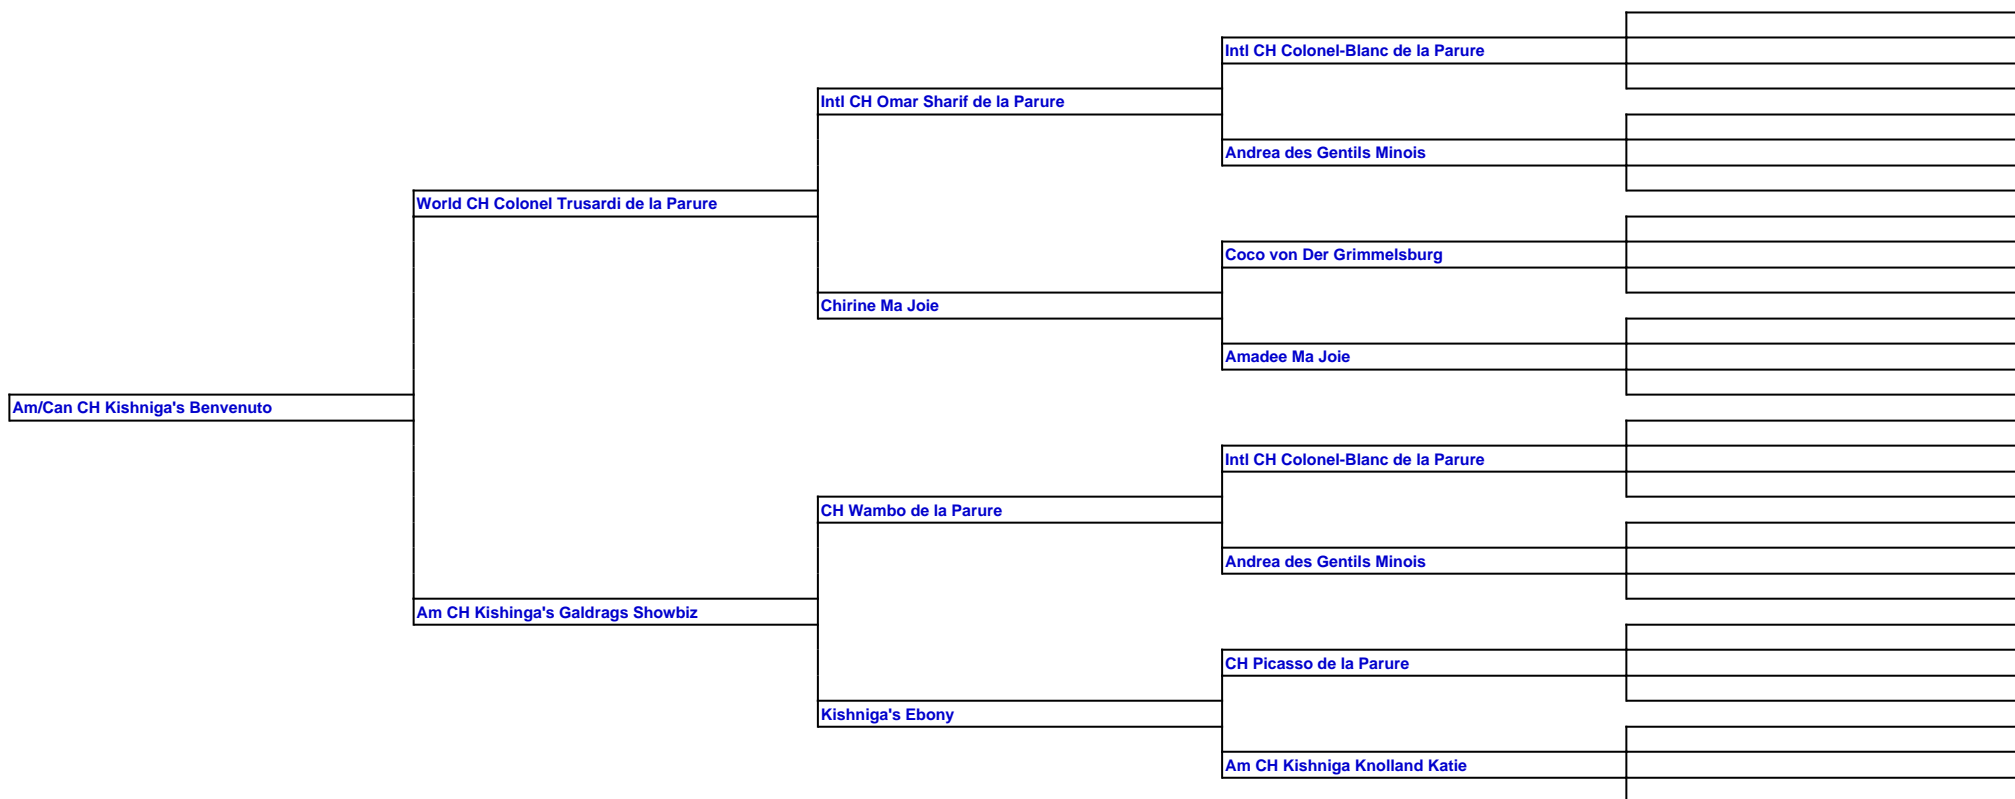 Intl CH Colonel-Blanc de la Parure
Intl CH Omar Sharif de la Parure
Andrea des Gentils Minois
World CH Colonel Trusardi de la Parure
Coco von Der Grimmelsburg
Chirine Ma Joie
Amadee Ma Joie
Am/Can CH Kishniga's Benvenuto
Intl CH Colonel-Blanc de la Parure
CH Wambo de la Parure
Andrea des Gentils Minois
Am CH Kishinga's Galdrags Showbiz
CH Picasso de la Parure
Kishniga's Ebony
Am CH Kishniga Knolland Katie